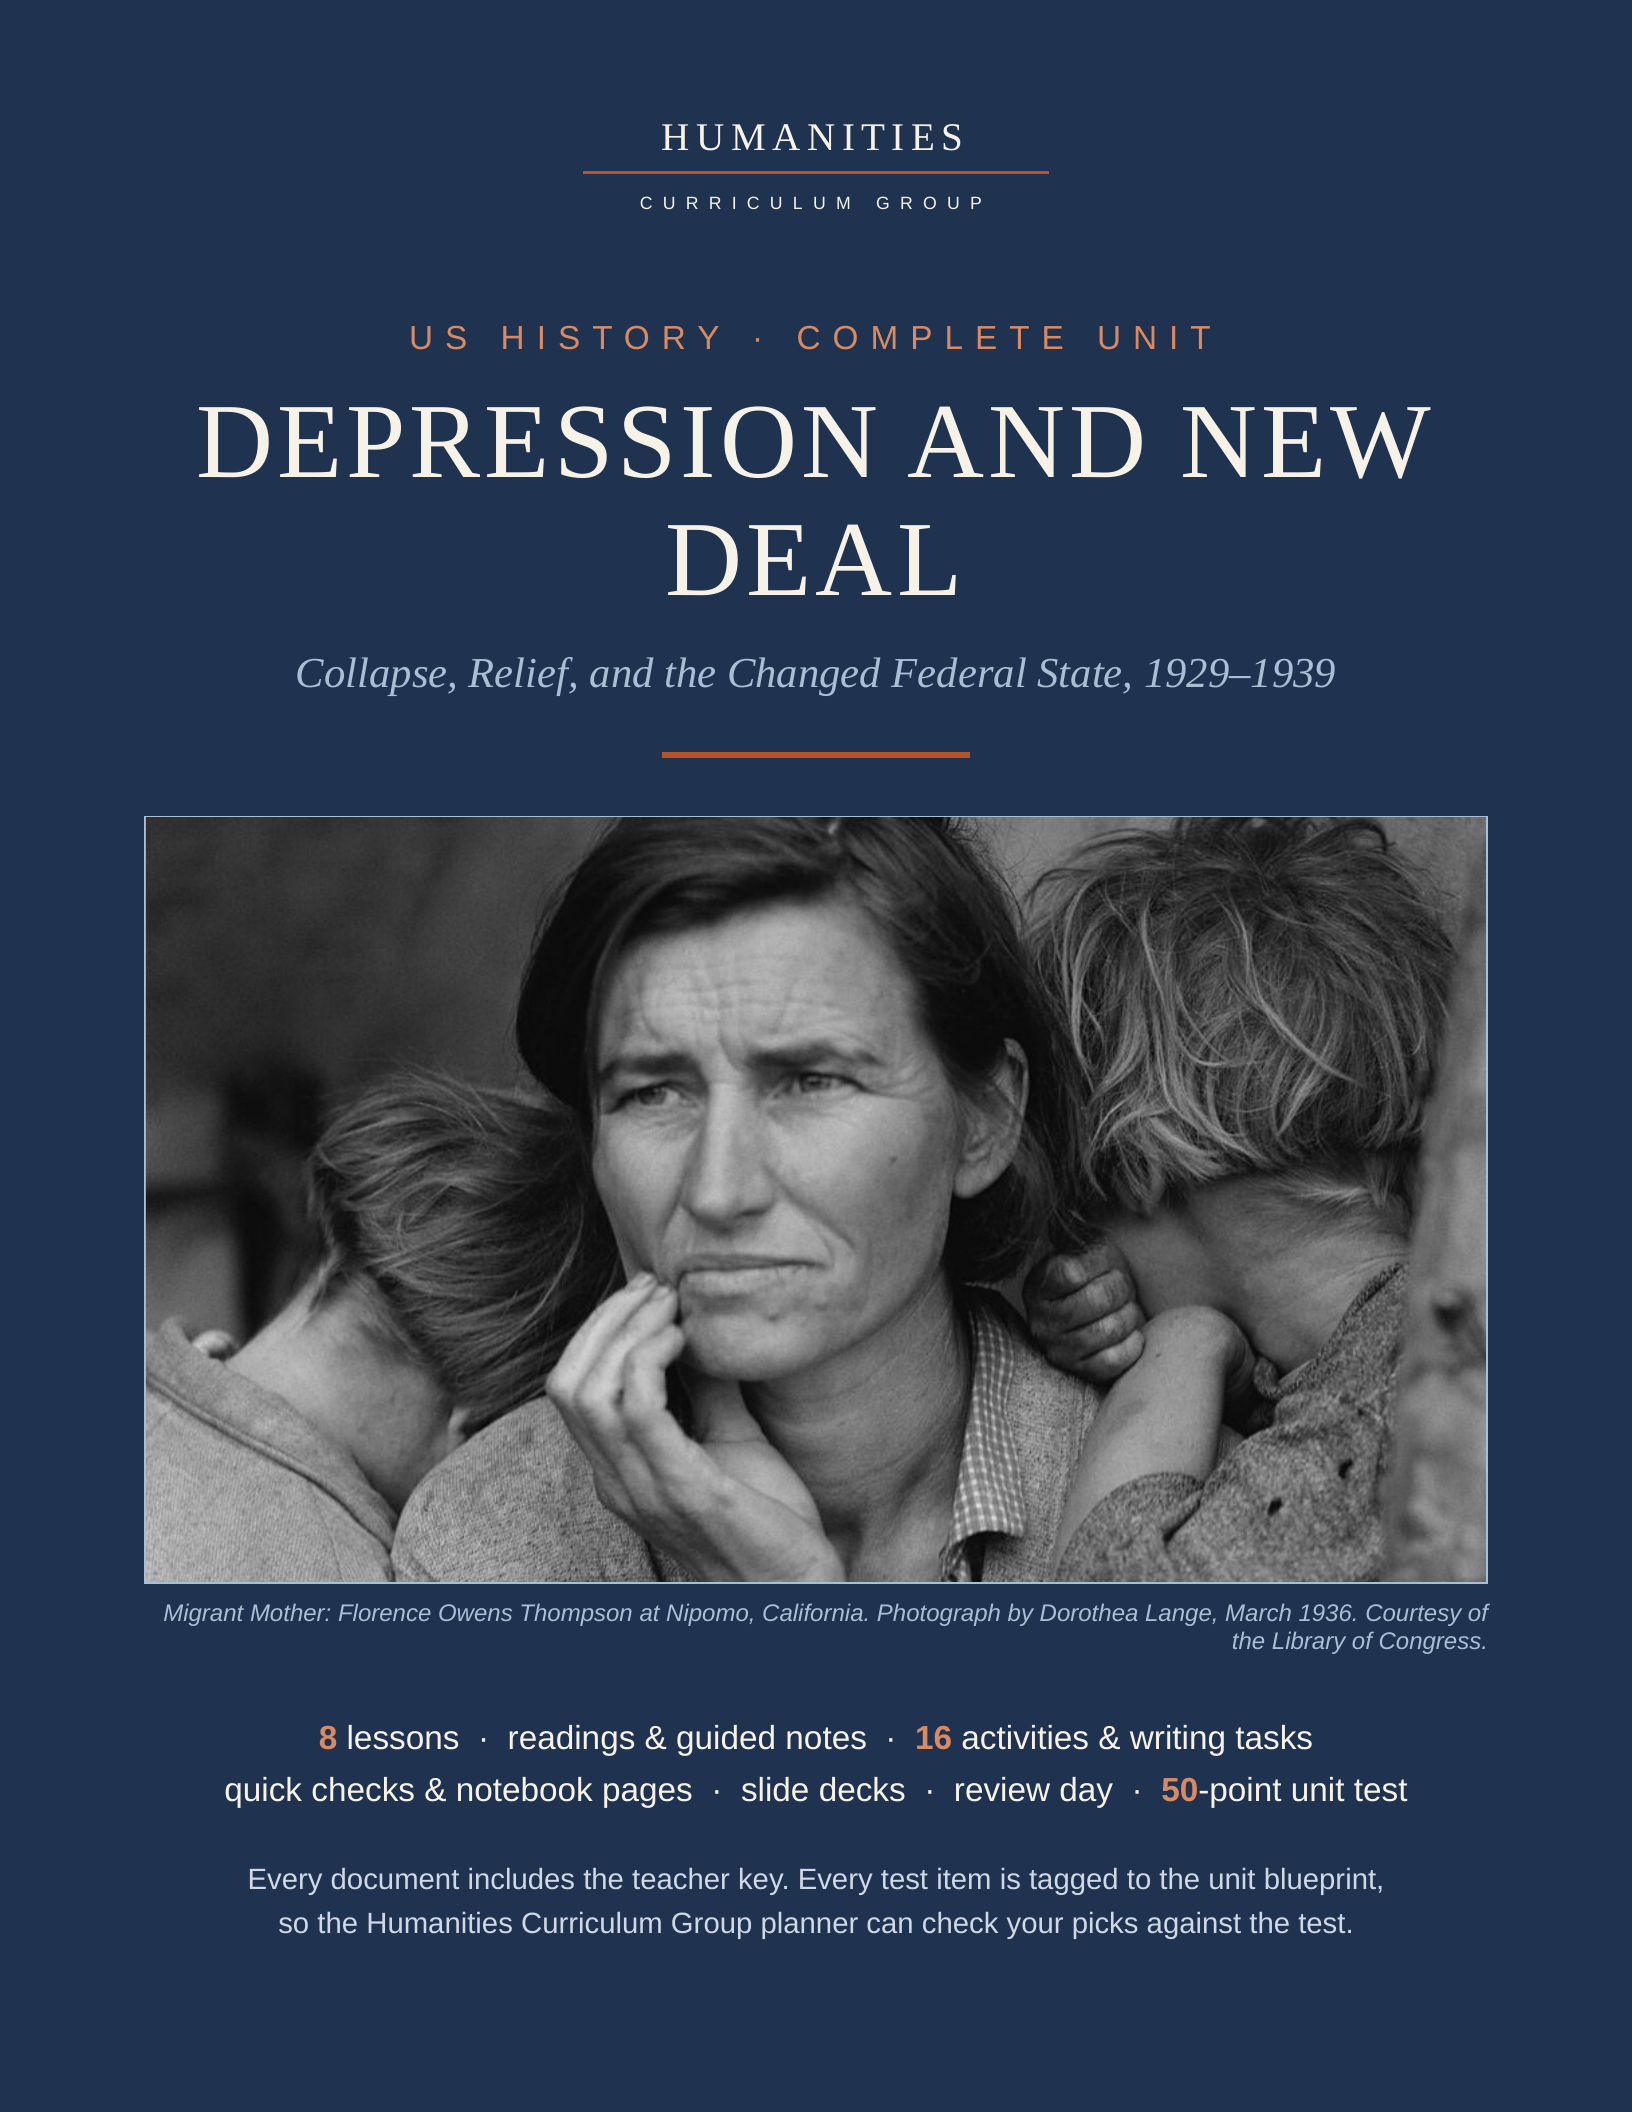 HUMANITIES
CURRICULUM GROUP
US HISTORY · COMPLETE UNIT
DEPRESSION AND NEW
DEAL
Collapse, Relief, and the Changed Federal State, 1929–1939
Migrant Mother: Florence Owens Thompson at Nipomo, California. Photograph by Dorothea Lange, March 1936. Courtesy of
the Library of Congress.
8 lessons · readings & guided notes · 16 activities & writing tasks
quick checks & notebook pages · slide decks · review day · 50-point unit test
Every document includes the teacher key. Every test item is tagged to the unit blueprint,
so the Humanities Curriculum Group planner can check your picks against the test.